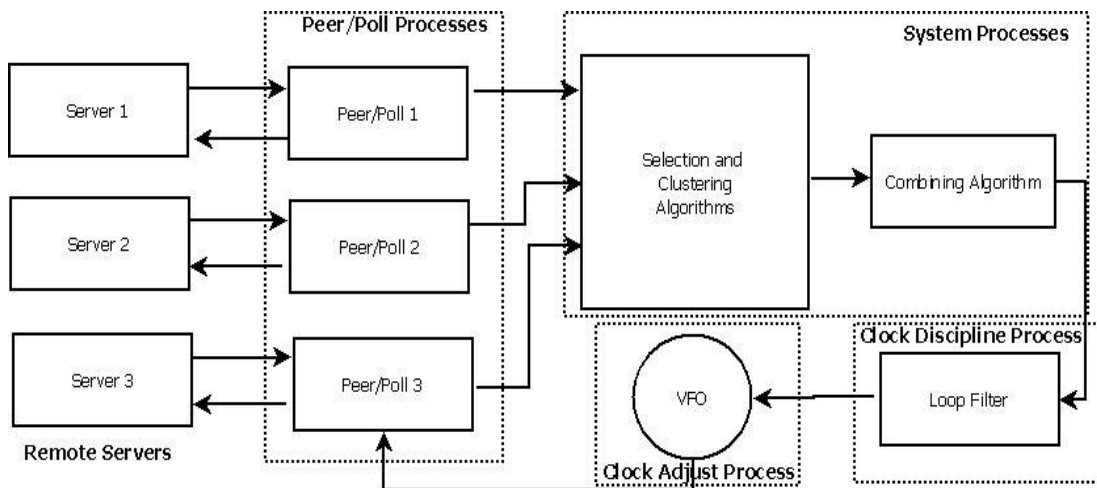 Peer/Poll Processes
System Processes
Server 1
Peer/Poll 1
Selection and
Clustering
Algorithms
Combining Algorithm
Server 2
Peer/Poll 2
Server 3
Peer/Poll 3
VFO
Clock Discipline Process
Loop Filter
Remote Servers
Clock Adjust Process